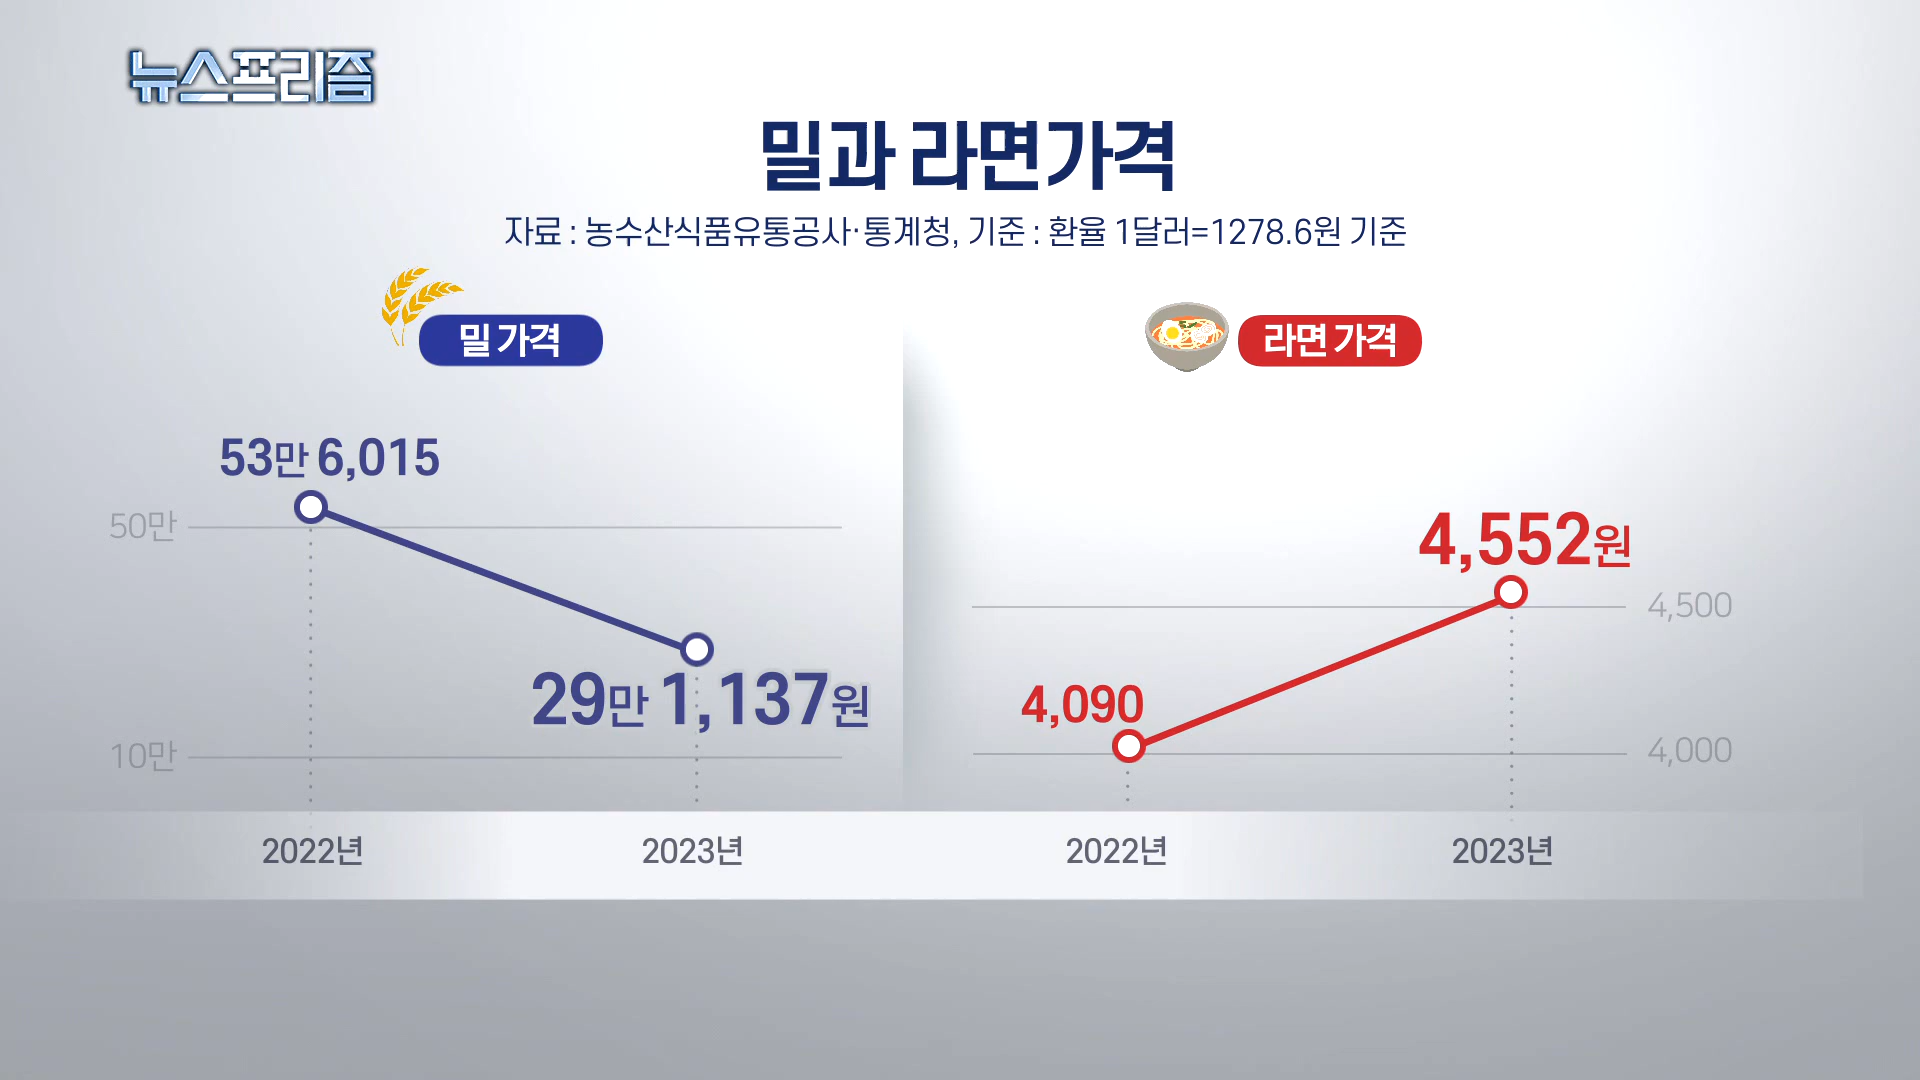 뉴스프리즘
밀과 라면가격
자료 : 농수산식품유통공사·통계청, 기준 : 환율 1달러=1278.6원 기준
밀 가격
53만 6,015
50만
29만 1,137원
10만
2022년
2023년
라면 가격
4,552원
4,500
4,090
4,000
2022년
2023년